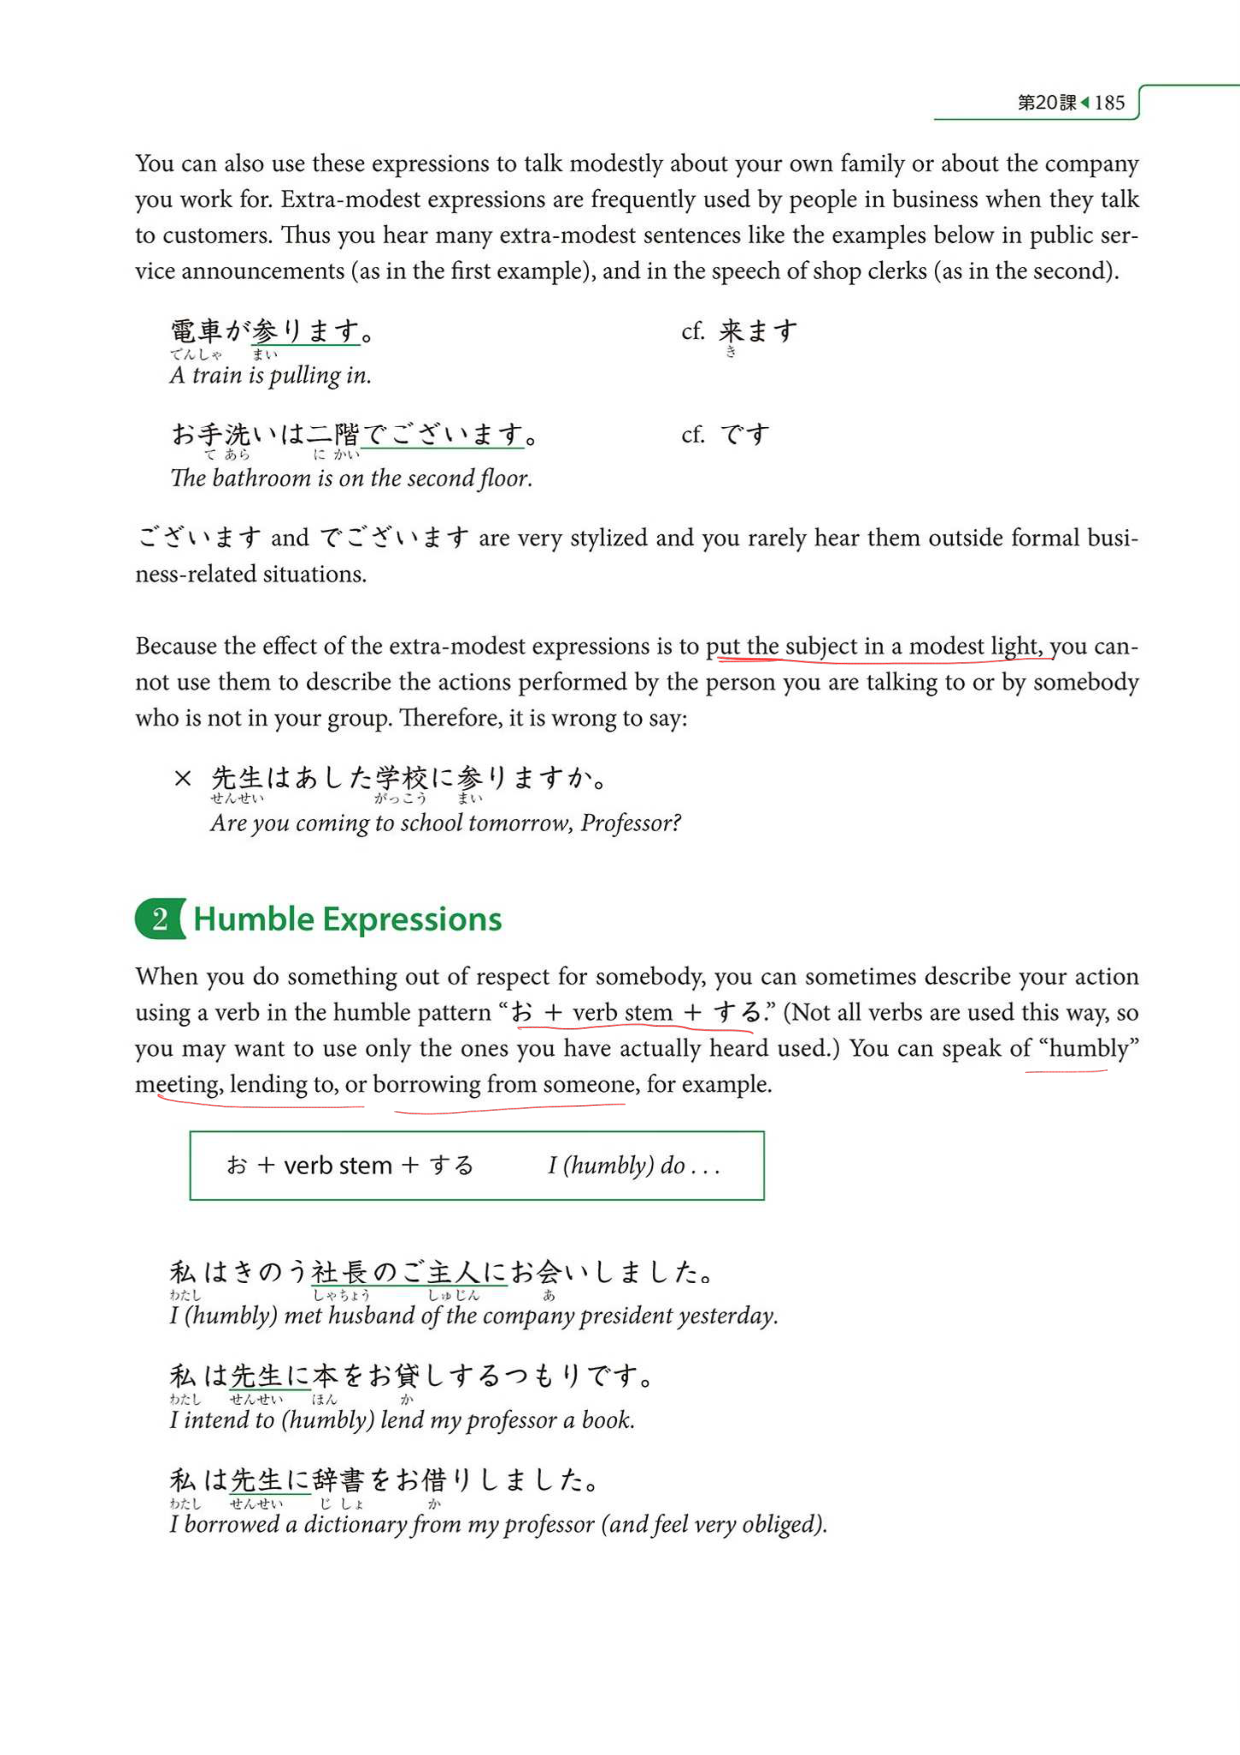 第20課◀185
You can also use these expressions to talk modestly about your own family or about the company
you work for. Extra-modest expressions are frequently used by people in business when they talk
to customers. Thus you hear many extra-modest sentences like the examples below in public ser-
vice announcements (as in the first example), and in the speech of shop clerks (as in the second).
電車が参ります。 cf. 来ます
でんしゃ まい き
A train is pulling in.
お手洗いは二階でございます。 cf. です
て あら に かい
The bathroom is on the second floor.
ございます and でございます are very stylized and you rarely hear them outside formal busi-
ness-related situations.
Because the effect of the extra-modest expressions is to put the subject in a modest light, you can-
not use them to describe the actions performed by the person you are talking to or by somebody
who is not in your group. Therefore, it is wrong to say:
× 先生はあした学校に参りますか。
せんせい がっこう まい
Are you coming to school tomorrow, Professor?
2 Humble Expressions
When you do something out of respect for somebody, you can sometimes describe your action
using a verb in the humble pattern “お + verb stem + する.” (Not all verbs are used this way, so
you may want to use only the ones you have actually heard used.) You can speak of “humbly”
meeting, lending to, or borrowing from someone, for example.
お + verb stem + する I (humbly) do . . .
私はきのう社長のご主人にお会いしました。
わたし しゃちょう しゅじん あ
I (humbly) met husband of the company president yesterday.
私は先生に本をお貸しするつもりです。
わたし せんせい ほん か
I intend to (humbly) lend my professor a book.
私は先生に辞書をお借りしました。
わたし せんせい じ しょ か
I borrowed a dictionary from my professor (and feel very obliged).